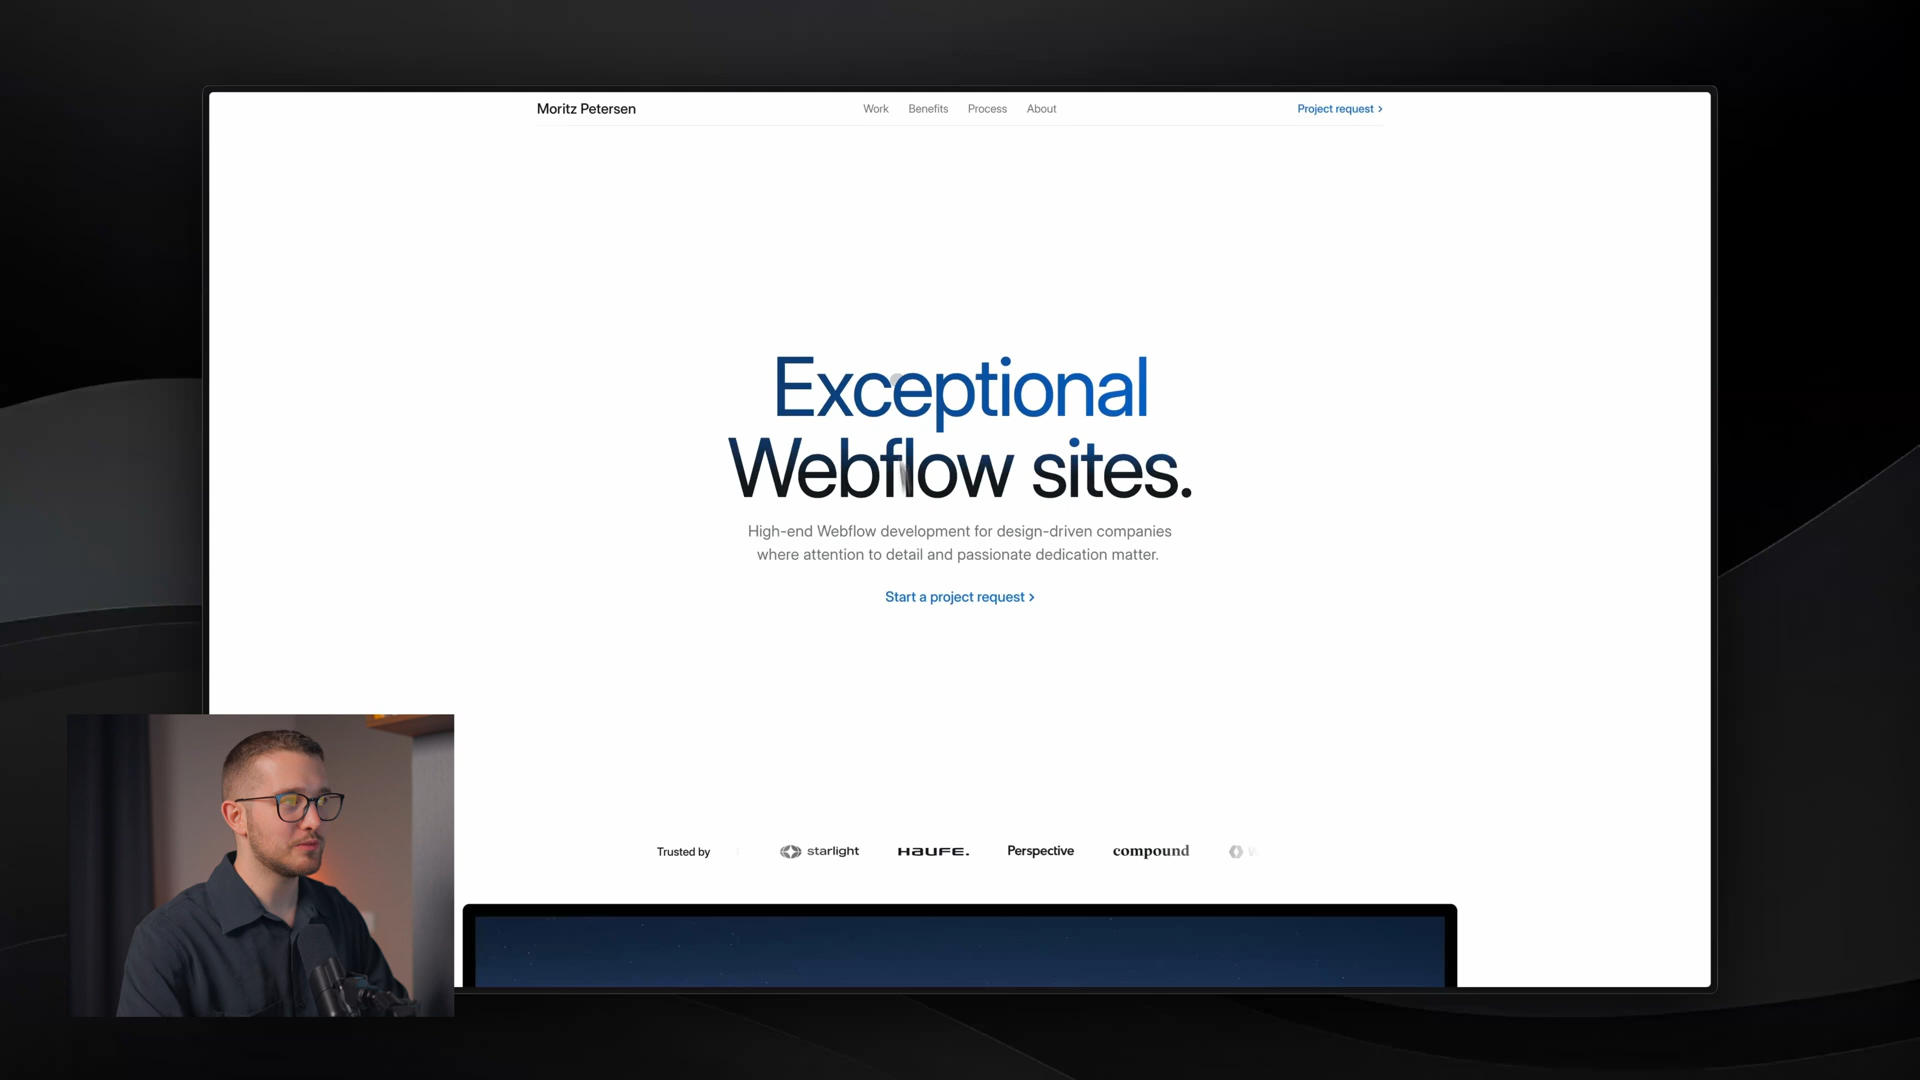 Moritz Petersen
Work
Benefits
Process
About
Project request
Exceptional
Webflow sites.
High-end Webflow development for design-driven companies
where attention to detail and passionate dedication matter.
Start a project request
Trusted by
starlight
HAUFE.
Perspective
compound